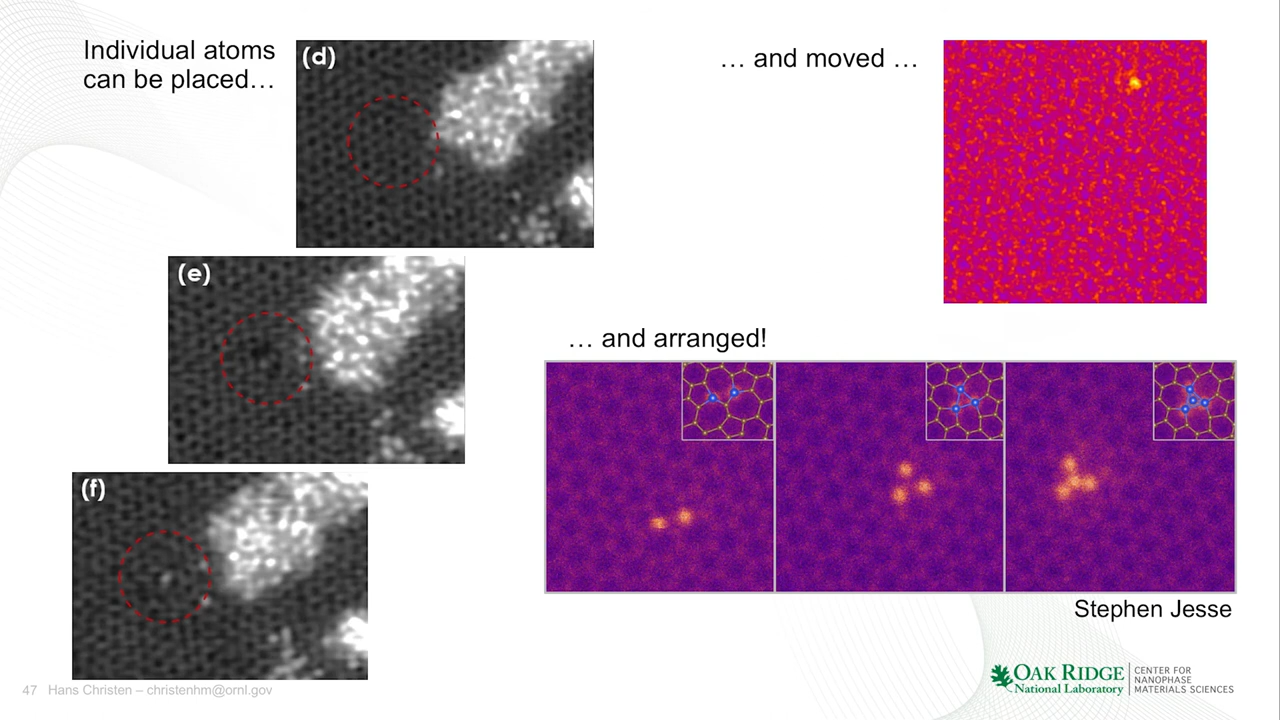 Individual atoms
can be placed…
(d)
… and moved …
(e)
… and arranged!
(f)
Stephen Jesse
47 Hans Christen – christenhm@ornl.gov
OAK RIDGE
National Laboratory
CENTER FOR
NANOPHASE
MATERIALS SCIENCES